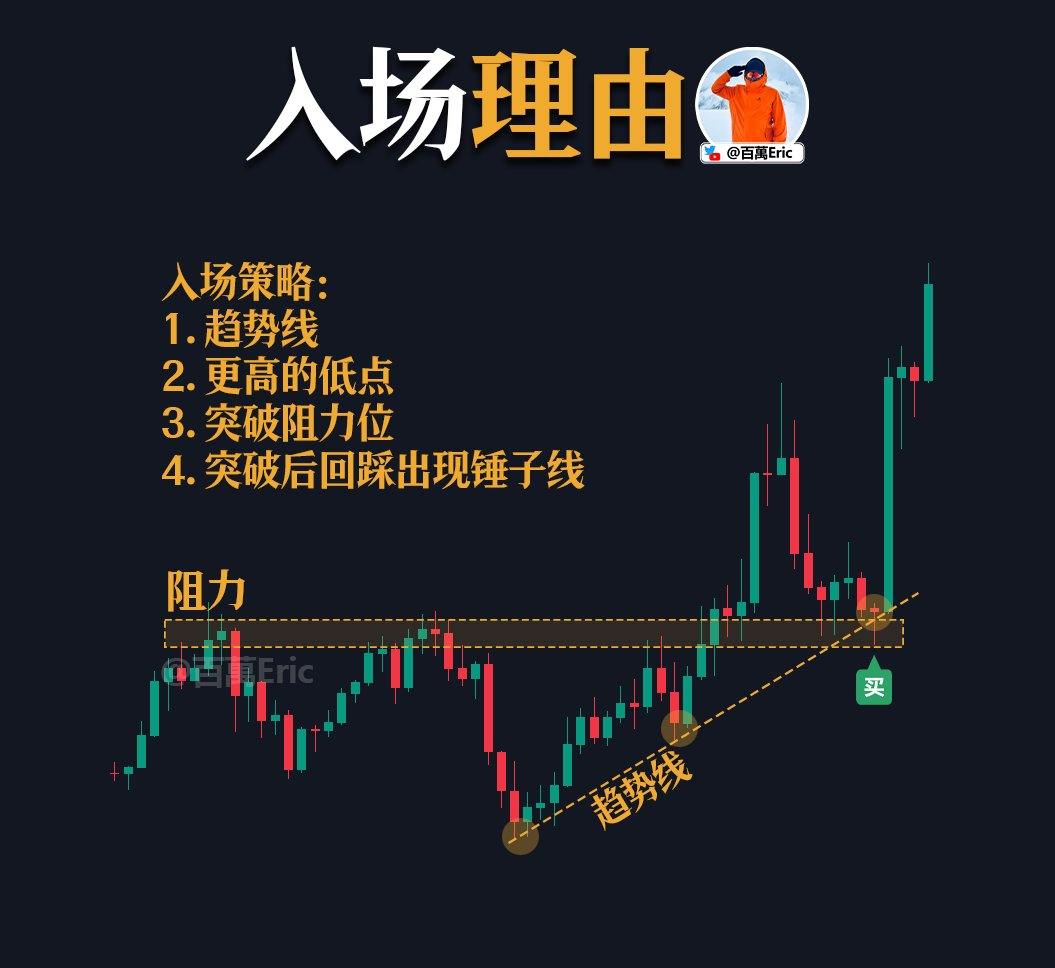 入场理由
@百萬Eric
入场策略：
1. 趋势线
2. 更高的低点
3. 突破阻力位
4. 突破后回踩出现锤子线
阻力
@百萬Eric
买
趋势线